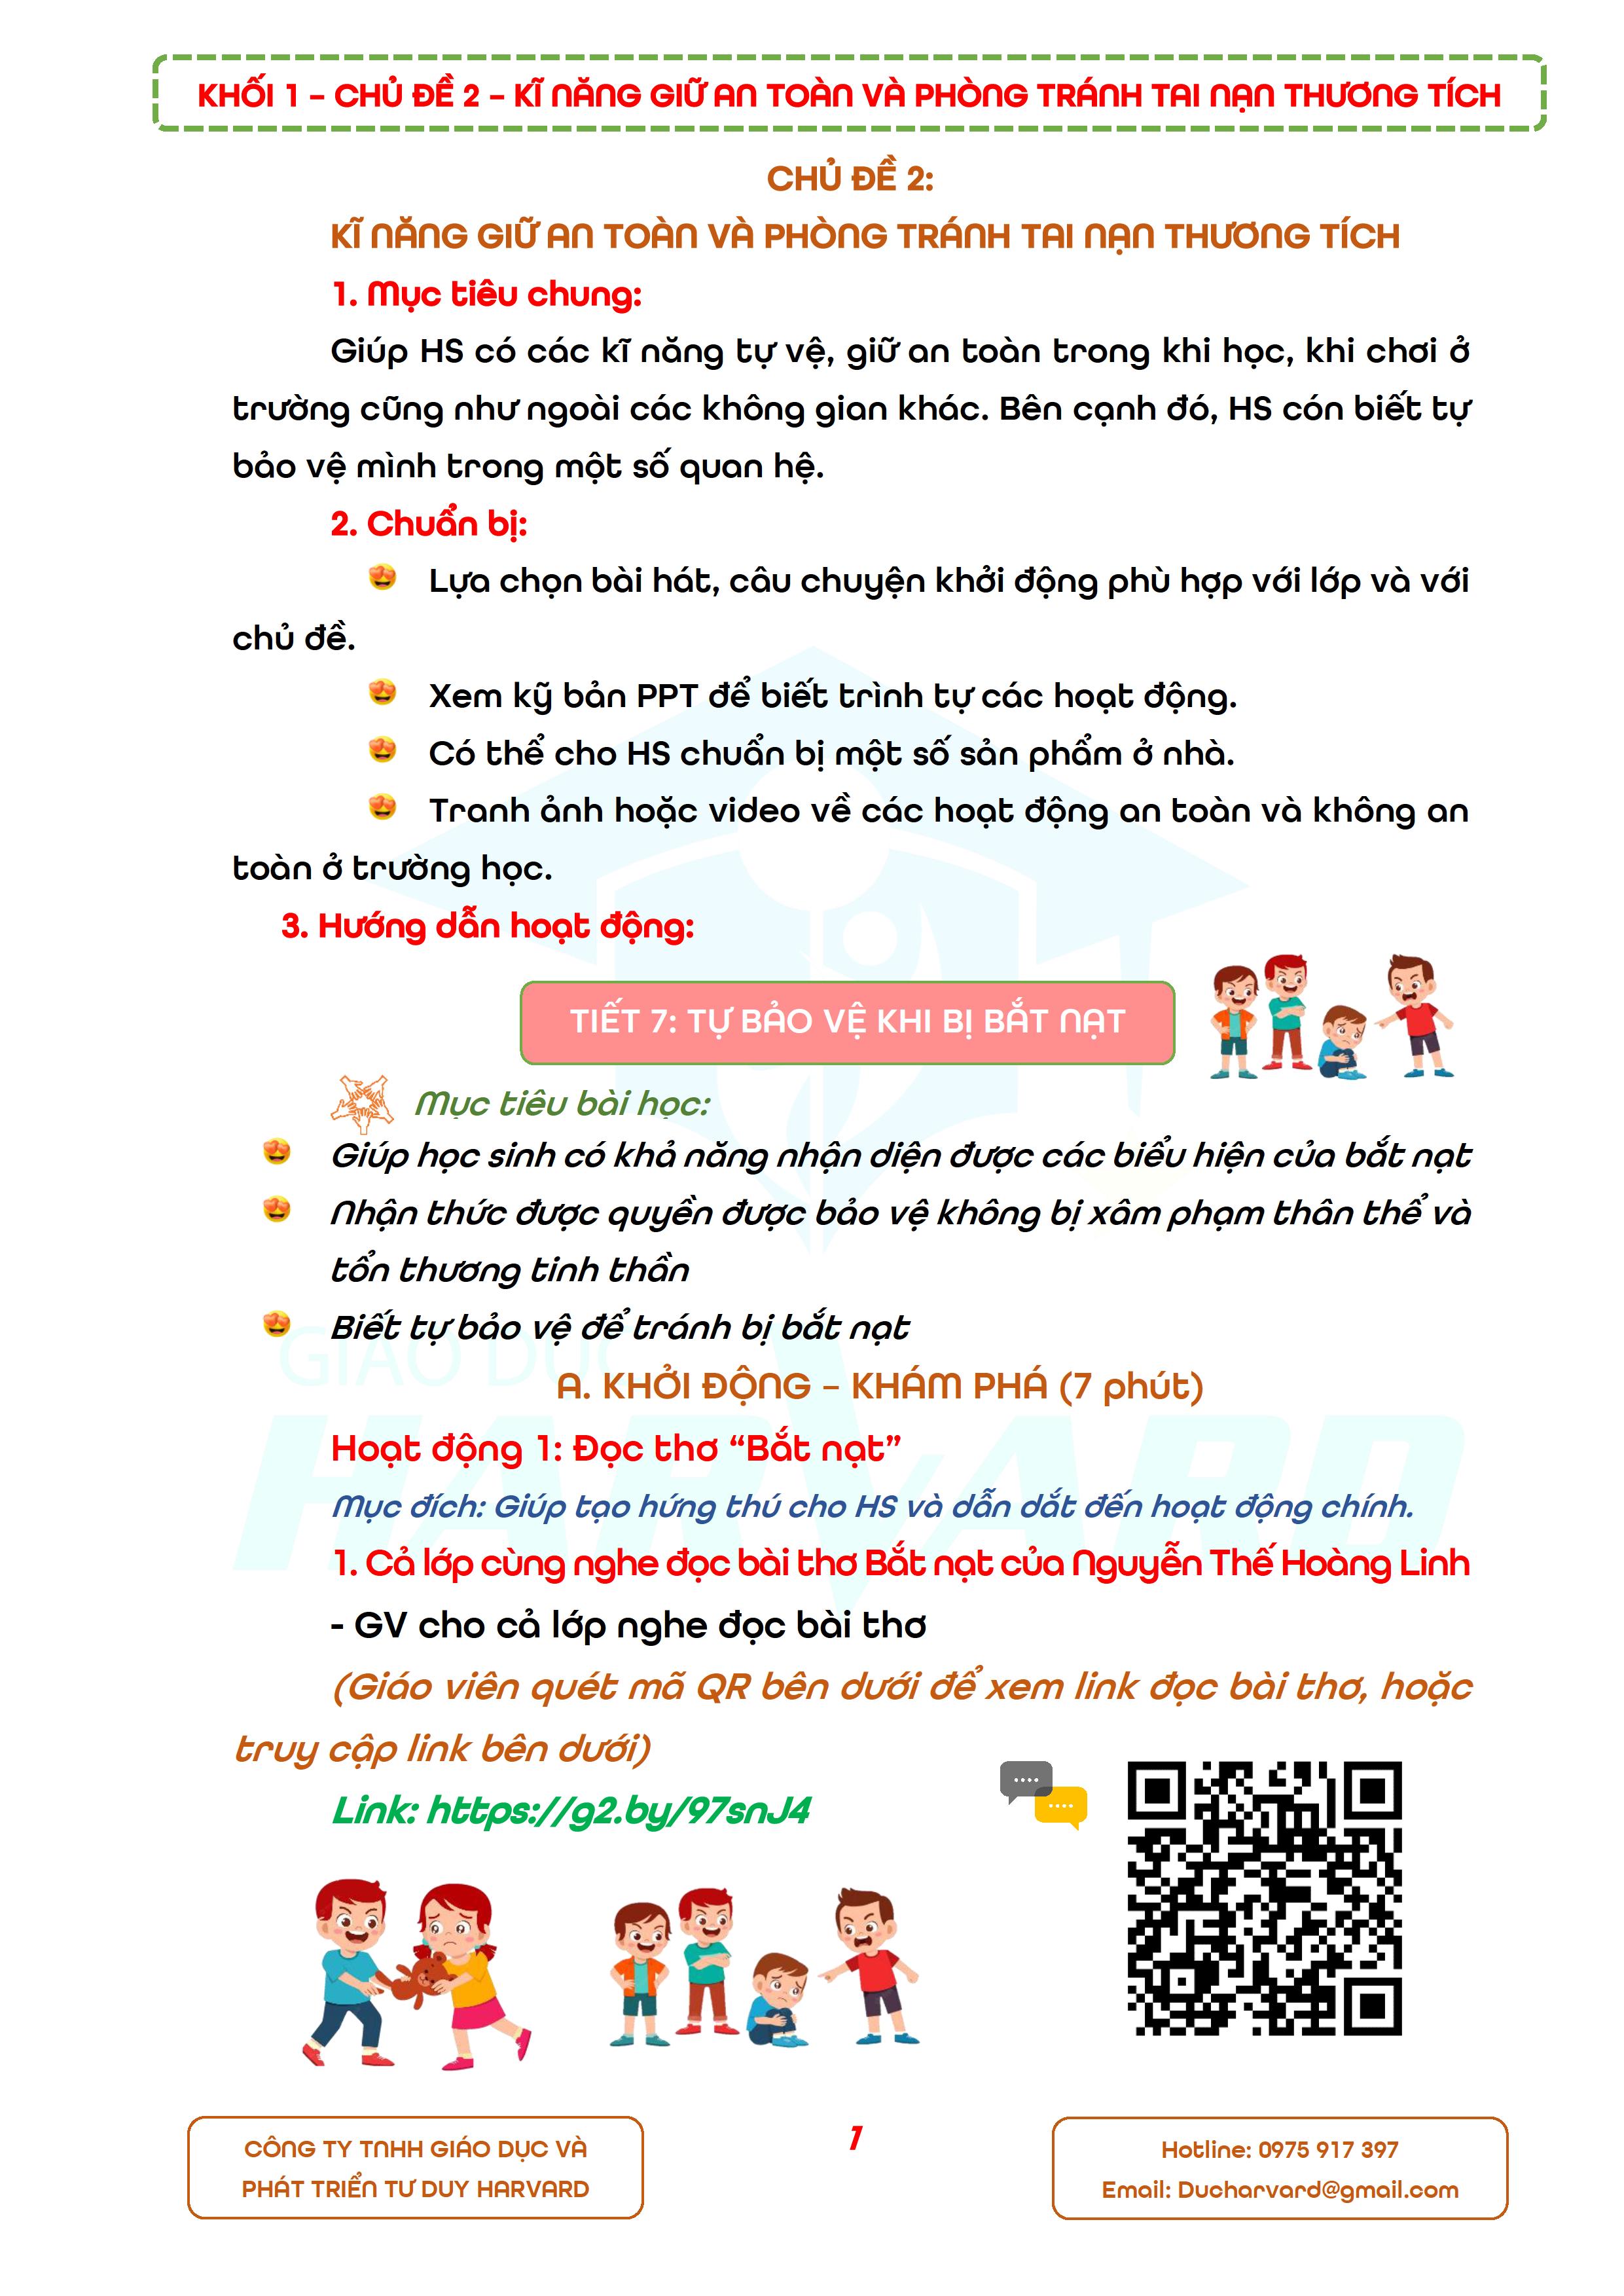 KHỐI 1 – CHỦ ĐỀ 2 – KĨ NĂNG GIỮ AN TOÀN VÀ PHÒNG TRÁNH TAI NẠN THƯƠNG TÍCH
CHỦ ĐỀ 2:
KĨ NĂNG GIỮ AN TOÀN VÀ PHÒNG TRÁNH TAI NẠN THƯƠNG TÍCH
1. Mục tiêu chung:
Giúp HS có các kĩ năng tự vệ, giữ an toàn trong khi học, khi chơi ở
trường cũng như ngoài các không gian khác. Bên cạnh đó, HS cón biết tự
bảo vệ mình trong một số quan hệ.
2. Chuẩn bị:
Lựa chọn bài hát, câu chuyện khởi động phù hợp với lớp và với
chủ đề.
Xem kỹ bản PPT để biết trình tự các hoạt động.
Có thể cho HS chuẩn bị một số sản phẩm ở nhà.
Tranh ảnh hoặc video về các hoạt động an toàn và không an
toàn ở trường học.
3. Hướng dẫn hoạt động:
TIẾT 7: TỰ BẢO VỆ KHI BỊ BẮT NẠT
Mục tiêu bài học:
Giúp học sinh có khả năng nhận diện được các biểu hiện của bắt nạt
Nhận thức được quyền được bảo vệ không bị xâm phạm thân thể và
tổn thương tinh thần
Biết tự bảo vệ để tránh bị bắt nạt
GIÁO DỤC
HARVARD
A. KHỞI ĐỘNG – KHÁM PHÁ (7 phút)
Hoạt động 1: Đọc thơ “Bắt nạt”
Mục đích: Giúp tạo hứng thú cho HS và dẫn dắt đến hoạt động chính.
1. Cả lớp cùng nghe đọc bài thơ Bắt nạt của Nguyễn Thế Hoàng Linh
- GV cho cả lớp nghe đọc bài thơ
(Giáo viên quét mã QR bên dưới để xem link đọc bài thơ, hoặc
truy cập link bên dưới)
Link: https://g2.by/97snJ4
CÔNG TY TNHH GIÁO DỤC VÀ
PHÁT TRIỂN TƯ DUY HARVARD
1
Hotline: 0975 917 397
Email: Ducharvard@gmail.com